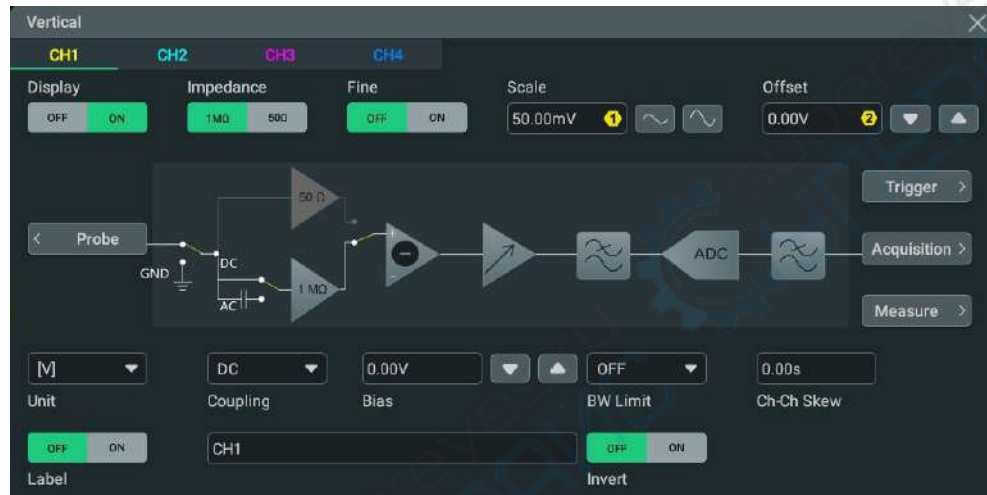 Vertical
CH1 CH2 CH3 CH4
Display Impedance Fine Scale Offset
OFF ON 1MΩ 50Ω OFF ON 50.00mV 1 0.00V 2
50 Ω
Trigger >
< Probe
DC
GND
ADC
Acquisition >
1 MΩ
AC
Measure >
[V] DC 0.00V OFF 0.00s
Unit Coupling Bias BW Limit Ch-Ch Skew
OFF ON CH1 OFF ON
Label Invert